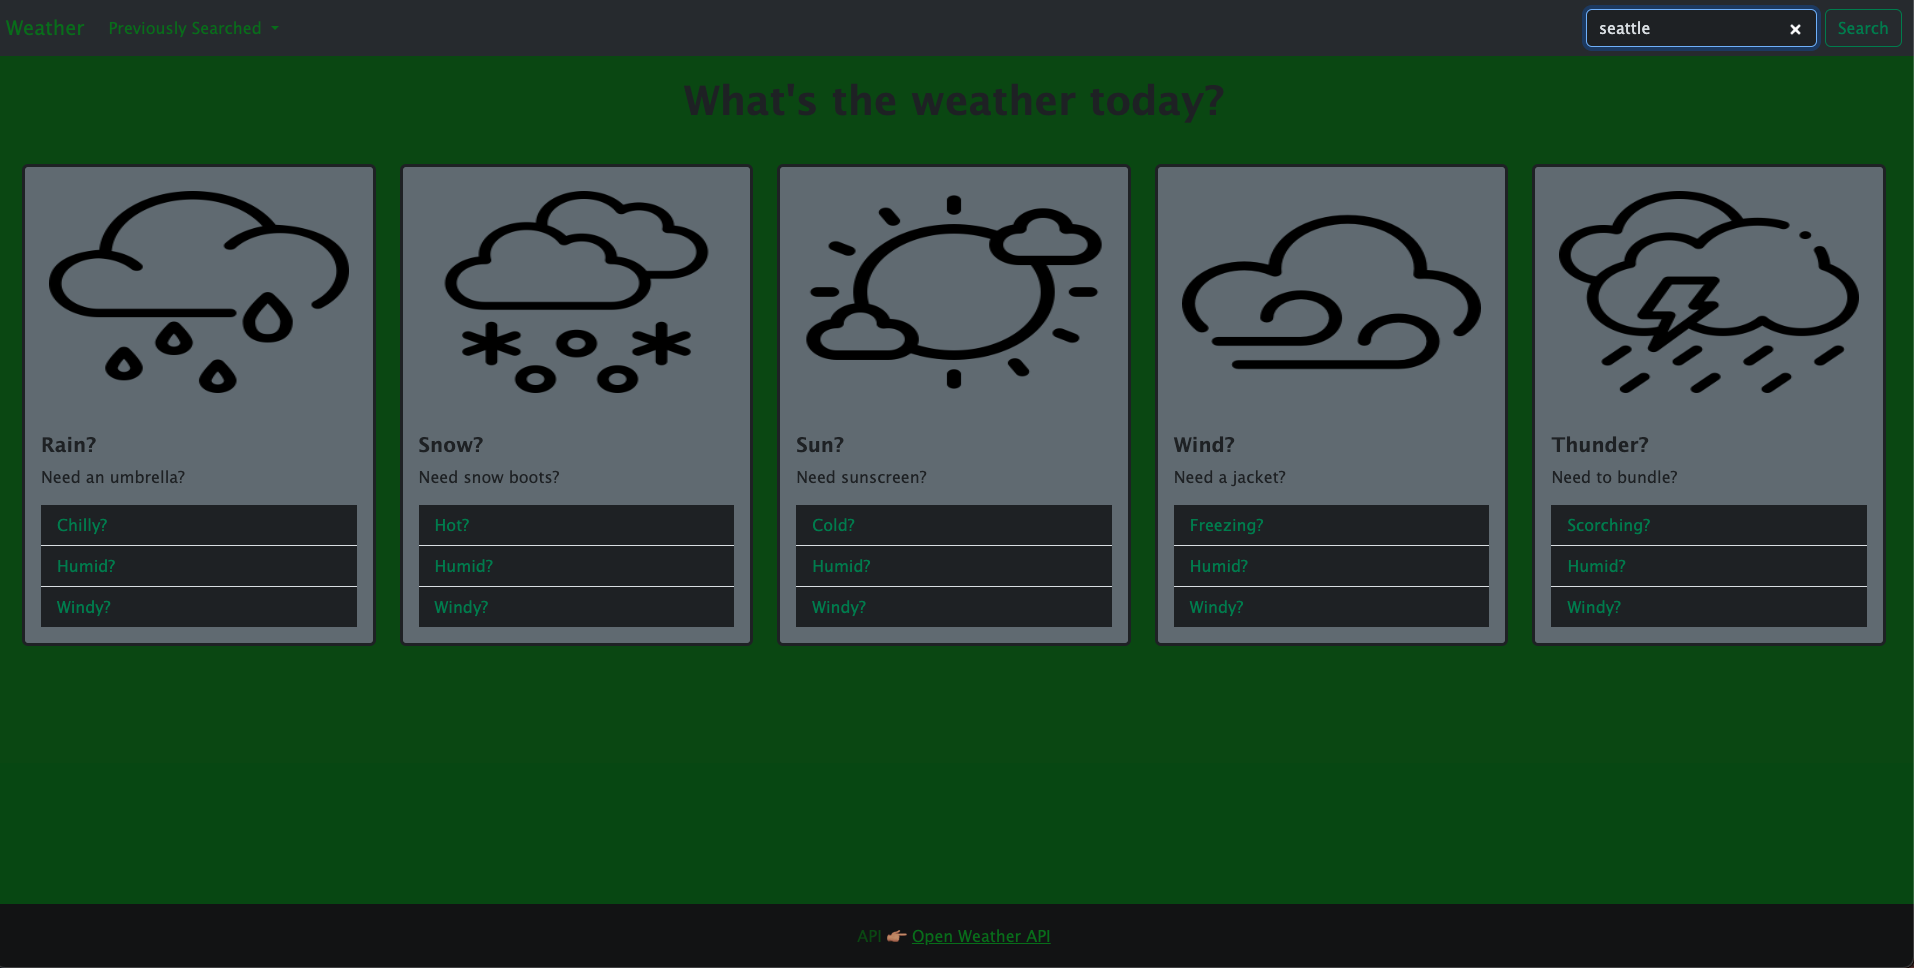 Weather Previously Searched seattle Search
What's the weather today?
Rain?
Need an umbrella?
Chilly?
Humid?
Windy?
Snow?
Need snow boots?
Hot?
Humid?
Windy?
Sun?
Need sunscreen?
Cold?
Humid?
Windy?
Wind?
Need a jacket?
Freezing?
Humid?
Windy?
Thunder?
Need to bundle?
Scorching?
Humid?
Windy?
API 👉🏽 Open Weather API